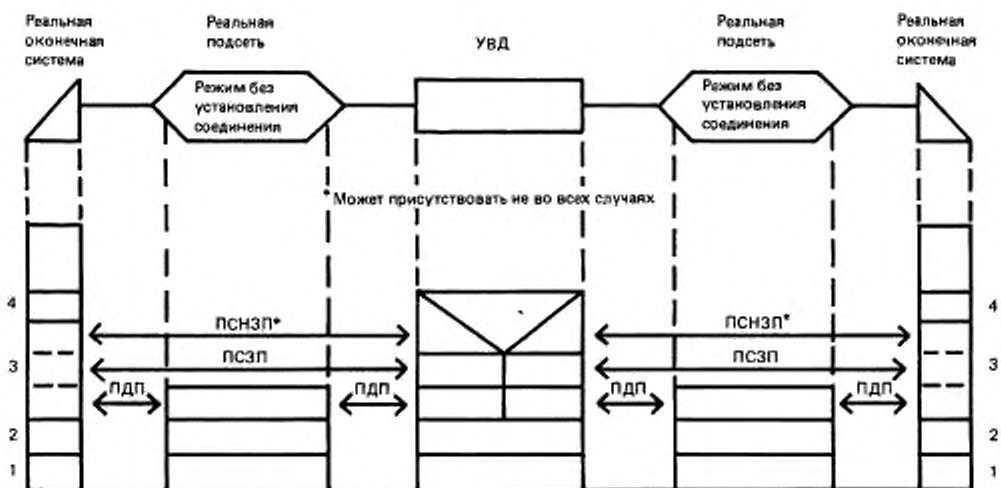 Реальная
оконечная
система
Реальная
подсеть
УВД
Реальная
подсеть
Реальная
оконечная
система
Режим без
установления
соединения
Режим без
установления
соединения
* Может присутствовать не во всех случаях
4
ПСНЗП*
ПСНЗП*
4
3
ПСЗП
ПСЗП
3
ПДП
ПДП
ПДП
ПДП
2
2
1
1